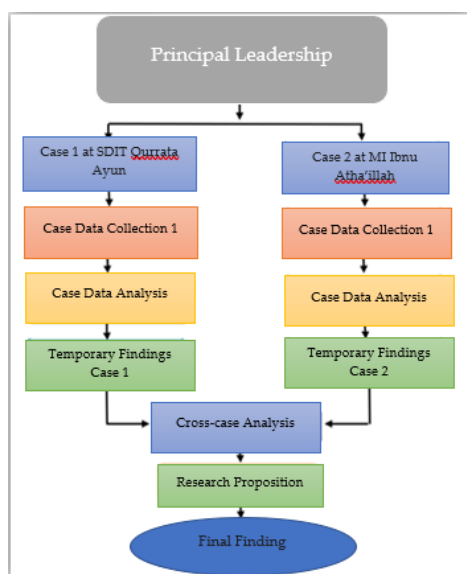 Principal Leadership
Case 1 at SDIT Qurrata
Ayun
Case 2 at MI Ibnu
Atha'illah
Case Data Collection 1
Case Data Collection 1
Case Data Analysis
Case Data Analysis
Temporary Findings
Case 1
Temporary Findings
Case 2
Cross-case Analysis
Research Proposition
Final Finding